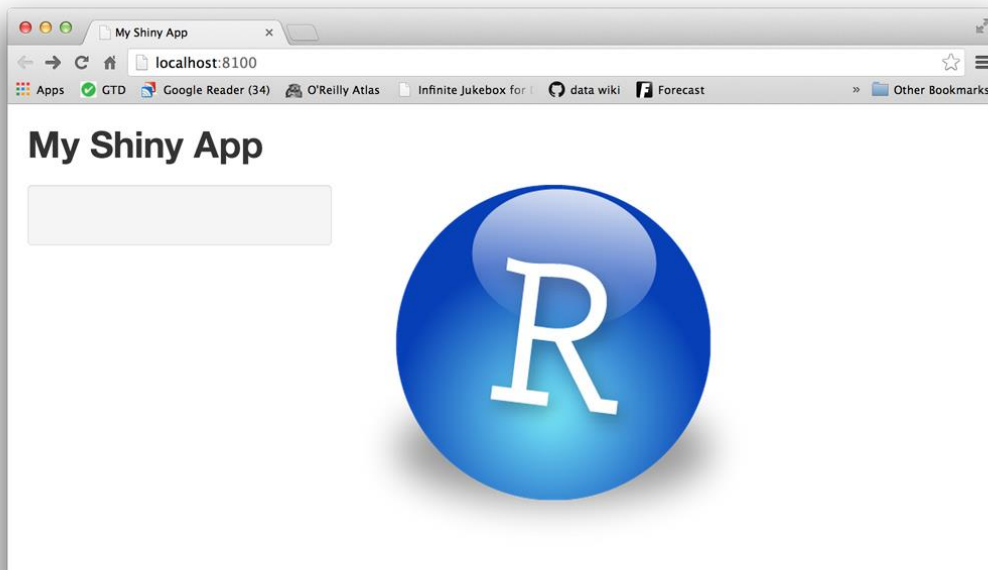 My Shiny App
localhost:8100
Apps GTD Google Reader (34) O'Reilly Atlas Infinite Jukebox for data wiki Forecast » Other Bookmarks
My Shiny App
R